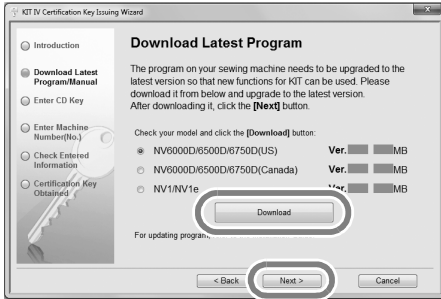 KIT IV Certification Key Issuing Wizard
Introduction
Download Latest
Program/Manual
Enter CD Key
Enter Machine
Number(No.)
Check Entered
Information
Certification Key
Obtained
Download Latest Program
The program on your sewing machine needs to be upgraded to the
latest version so that new functions for KIT can be used. Please
download it from below and upgrade to the latest version.
After downloading it, click the [Next] button.
Check your model and click the [Download] button:
NV6000D/6500D/6750D(US) Ver. MB
NV6000D/6500D/6750D(Canada) Ver. MB
NV1/NV1e Ver. MB
Download
For updating program,
< Back Next > Cancel